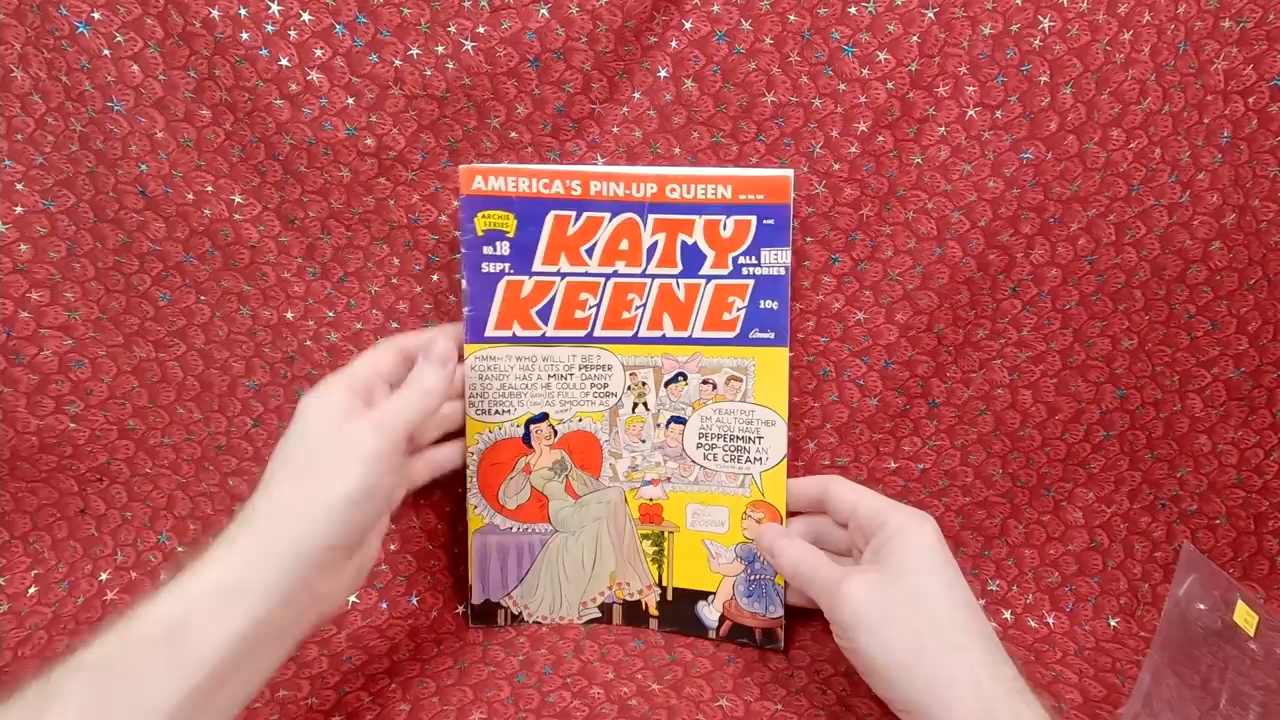 AMERICA'S PIN-UP QUEEN
ARCHIE
SERIES
NO.18
SEPT.
KATY
KEENE
ALL NEW
STORIES
10¢
Comics
HMMM!? WHO WILL IT BE?
K.O.KELLY HAS LOTS OF PEPPER
--RANDY HAS A MINT-DANNY
IS SO JEALOUS HE COULD POP
AND CHUBBY IS FULL OF CORN
BUT ERROL IS AS SMOOTH AS
CREAM!
YEAH! PUT
'EM ALL TOGETHER
AN' YOU HAVE
PEPPERMINT
POP-CORN AN'
ICE CREAM!
BILL
WOGGON